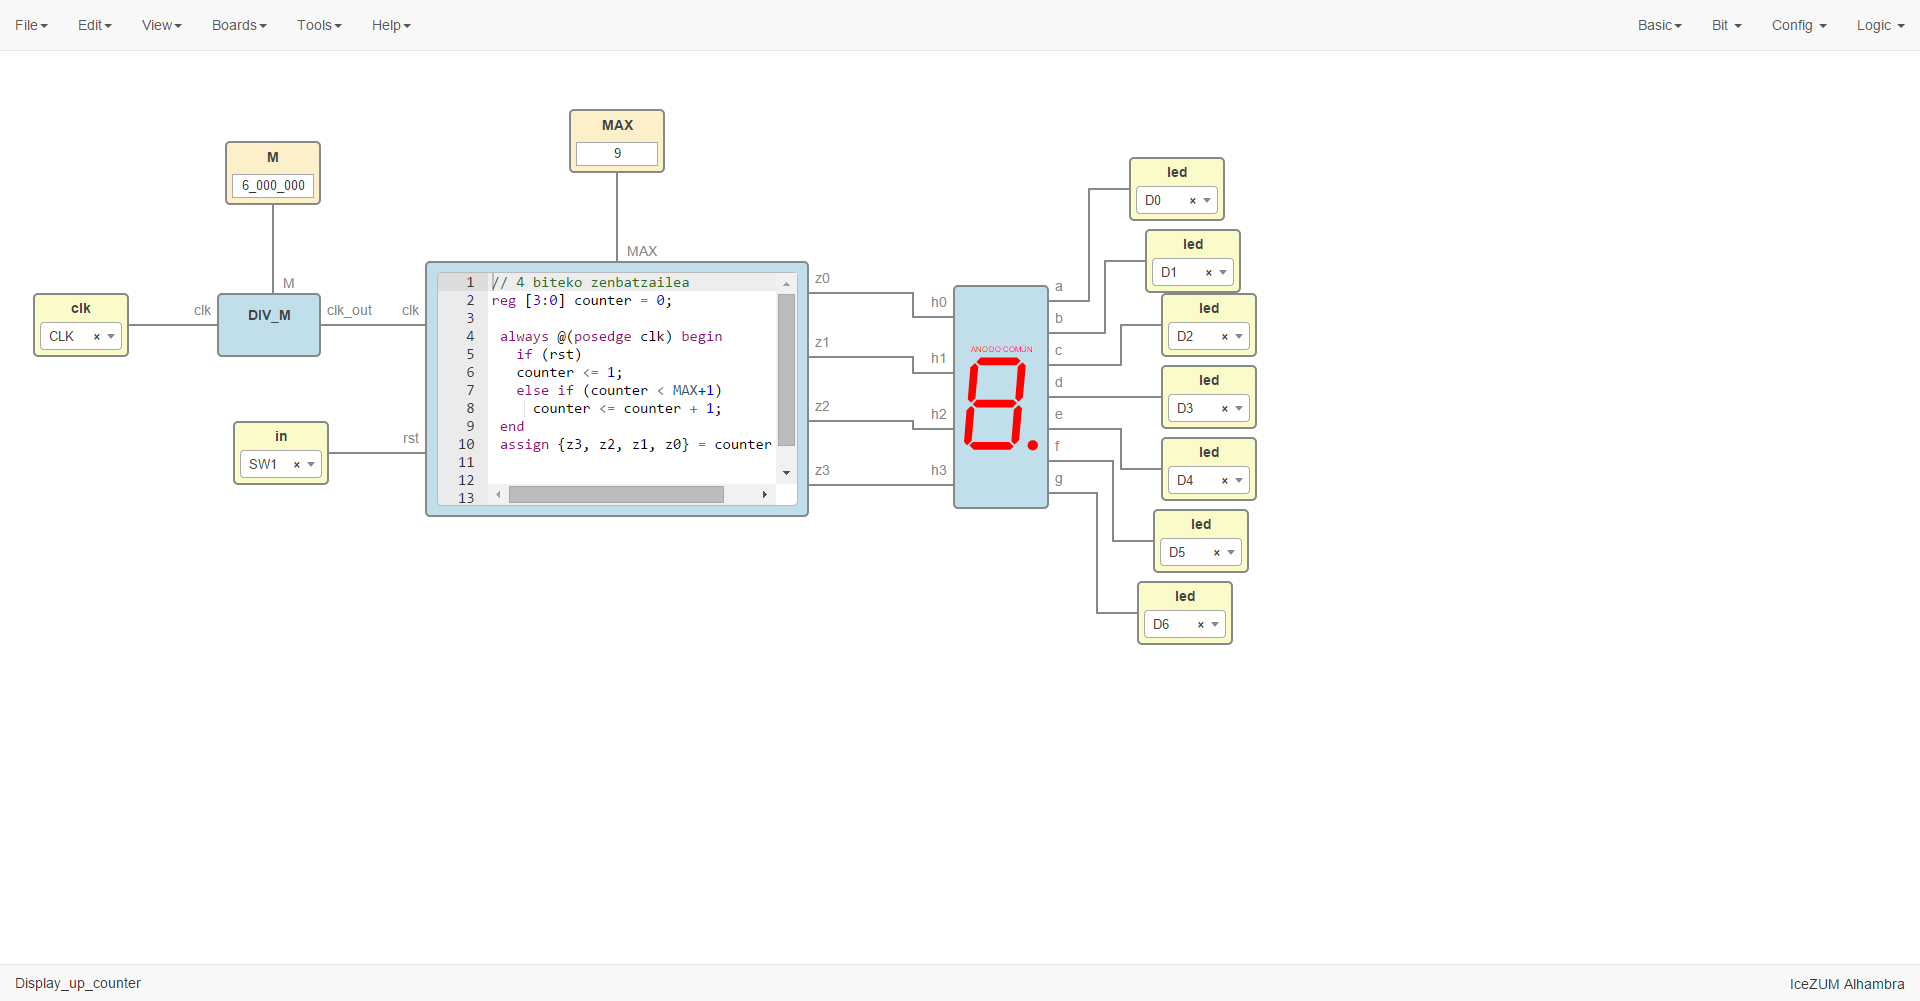 File Edit View Boards Tools Help Basic Bit Config Logic
M
6_000_000
MAX
9
M
MAX
clk
CLK ×
clk
DIV_M
clk_out
clk
in
SW1 ×
rst
1 // 4 biteko zenbatzailea
2 reg [3:0] counter = 0;
3
4 always @(posedge clk) begin
5 if (rst)
6 counter <= 1;
7 else if (counter < MAX+1)
8 counter <= counter + 1;
9 end
10 assign {z3, z2, z1, z0} = counter
11
12
13
z0
z1
z2
z3
h0
h1
h2
h3
ANODO COMÚN
a
b
c
d
e
f
g
led
D0 ×
led
D1 ×
led
D2 ×
led
D3 ×
led
D4 ×
led
D5 ×
led
D6 ×
Display_up_counter
IceZUM Alhambra